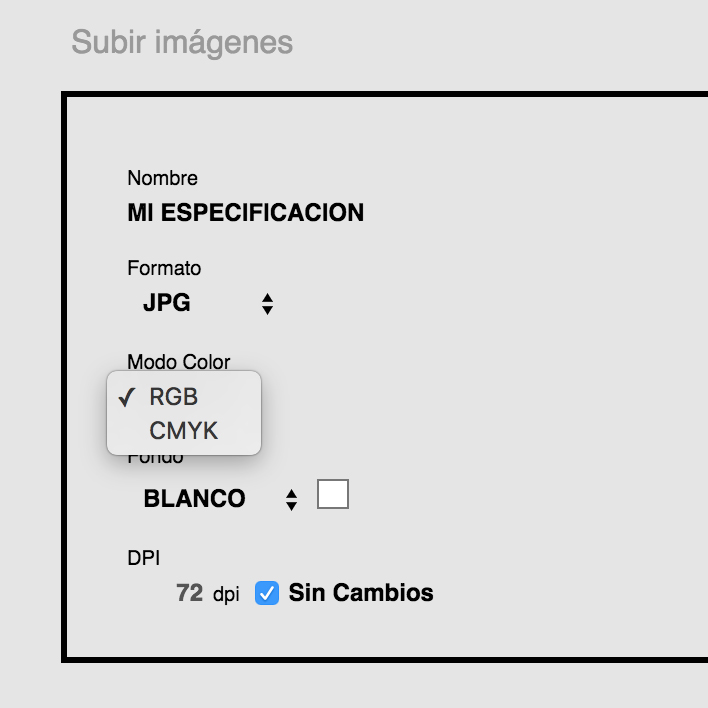 Subir imágenes
Nombre
MI ESPECIFICACION
Formato
JPG
Modo Color
✓ RGB
CMYK
Fondo
BLANCO
DPI
72 dpi Sin Cambios